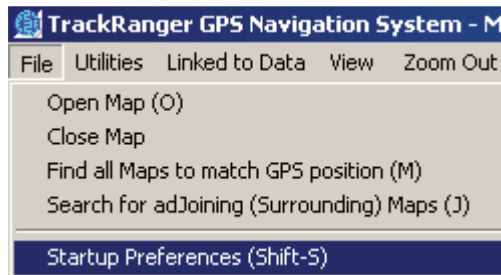 TrackRanger GPS Navigation System - M
File Utilities Linked to Data View Zoom Out
Open Map (O)
Close Map
Find all Maps to match GPS position (M)
Search for adJoining (Surrounding) Maps (J)
Startup Preferences (Shift-S)